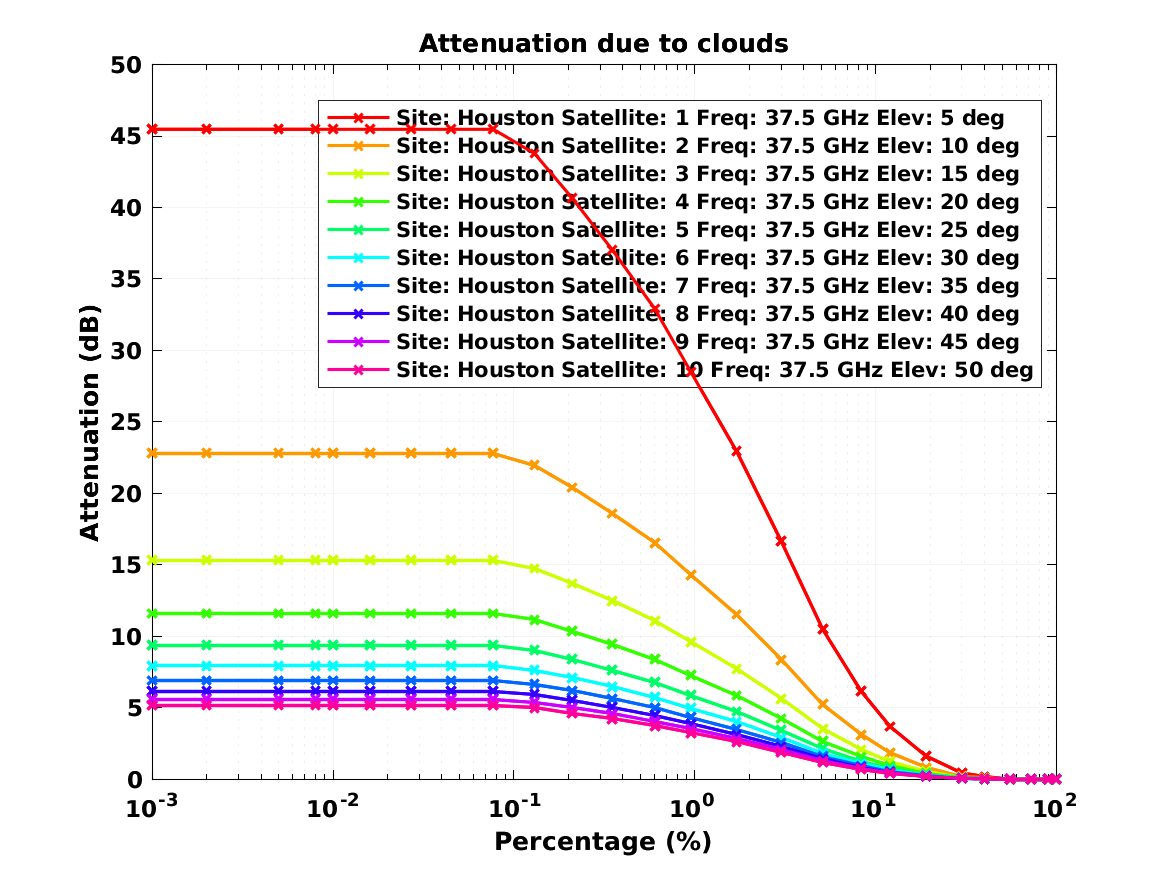 Attenuation due to clouds
50
45
40
35
30
25
20
15
10
5
0
Attenuation (dB)
Site: Houston Satellite: 1 Freq: 37.5 GHz Elev: 5 deg
Site: Houston Satellite: 2 Freq: 37.5 GHz Elev: 10 deg
Site: Houston Satellite: 3 Freq: 37.5 GHz Elev: 15 deg
Site: Houston Satellite: 4 Freq: 37.5 GHz Elev: 20 deg
Site: Houston Satellite: 5 Freq: 37.5 GHz Elev: 25 deg
Site: Houston Satellite: 6 Freq: 37.5 GHz Elev: 30 deg
Site: Houston Satellite: 7 Freq: 37.5 GHz Elev: 35 deg
Site: Houston Satellite: 8 Freq: 37.5 GHz Elev: 40 deg
Site: Houston Satellite: 9 Freq: 37.5 GHz Elev: 45 deg
Site: Houston Satellite: 10 Freq: 37.5 GHz Elev: 50 deg
10^-3 10^-2 10^-1 10^0 10^1 10^2
Percentage (%)